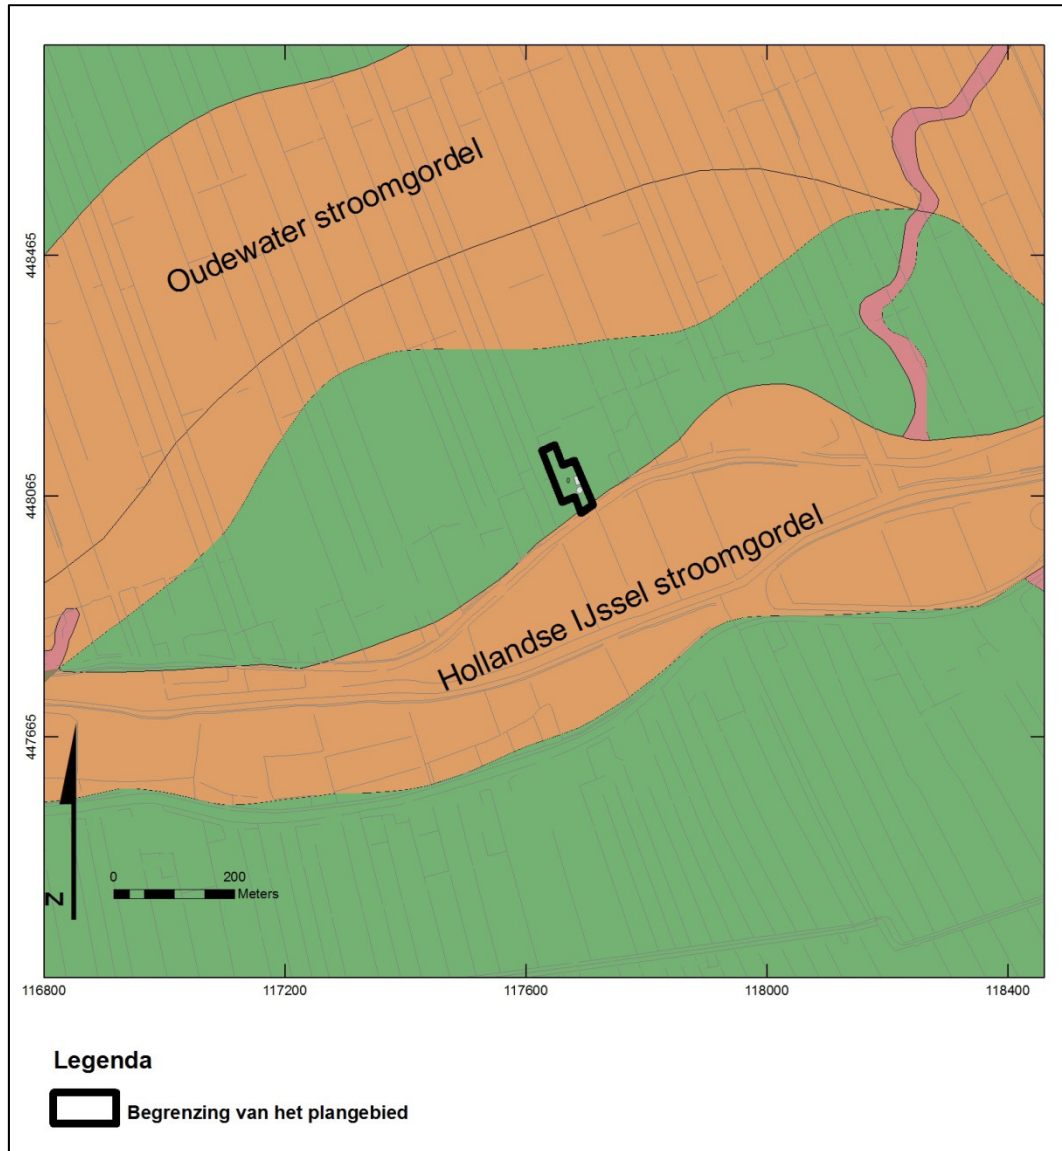 Oudewater stroomgordel
Hollandse IJssel stroomgordel
448465
448065
447665
N
0 200
Meters
116800 117200 117600 118000 118400
Legenda
Begrenzing van het plangebied